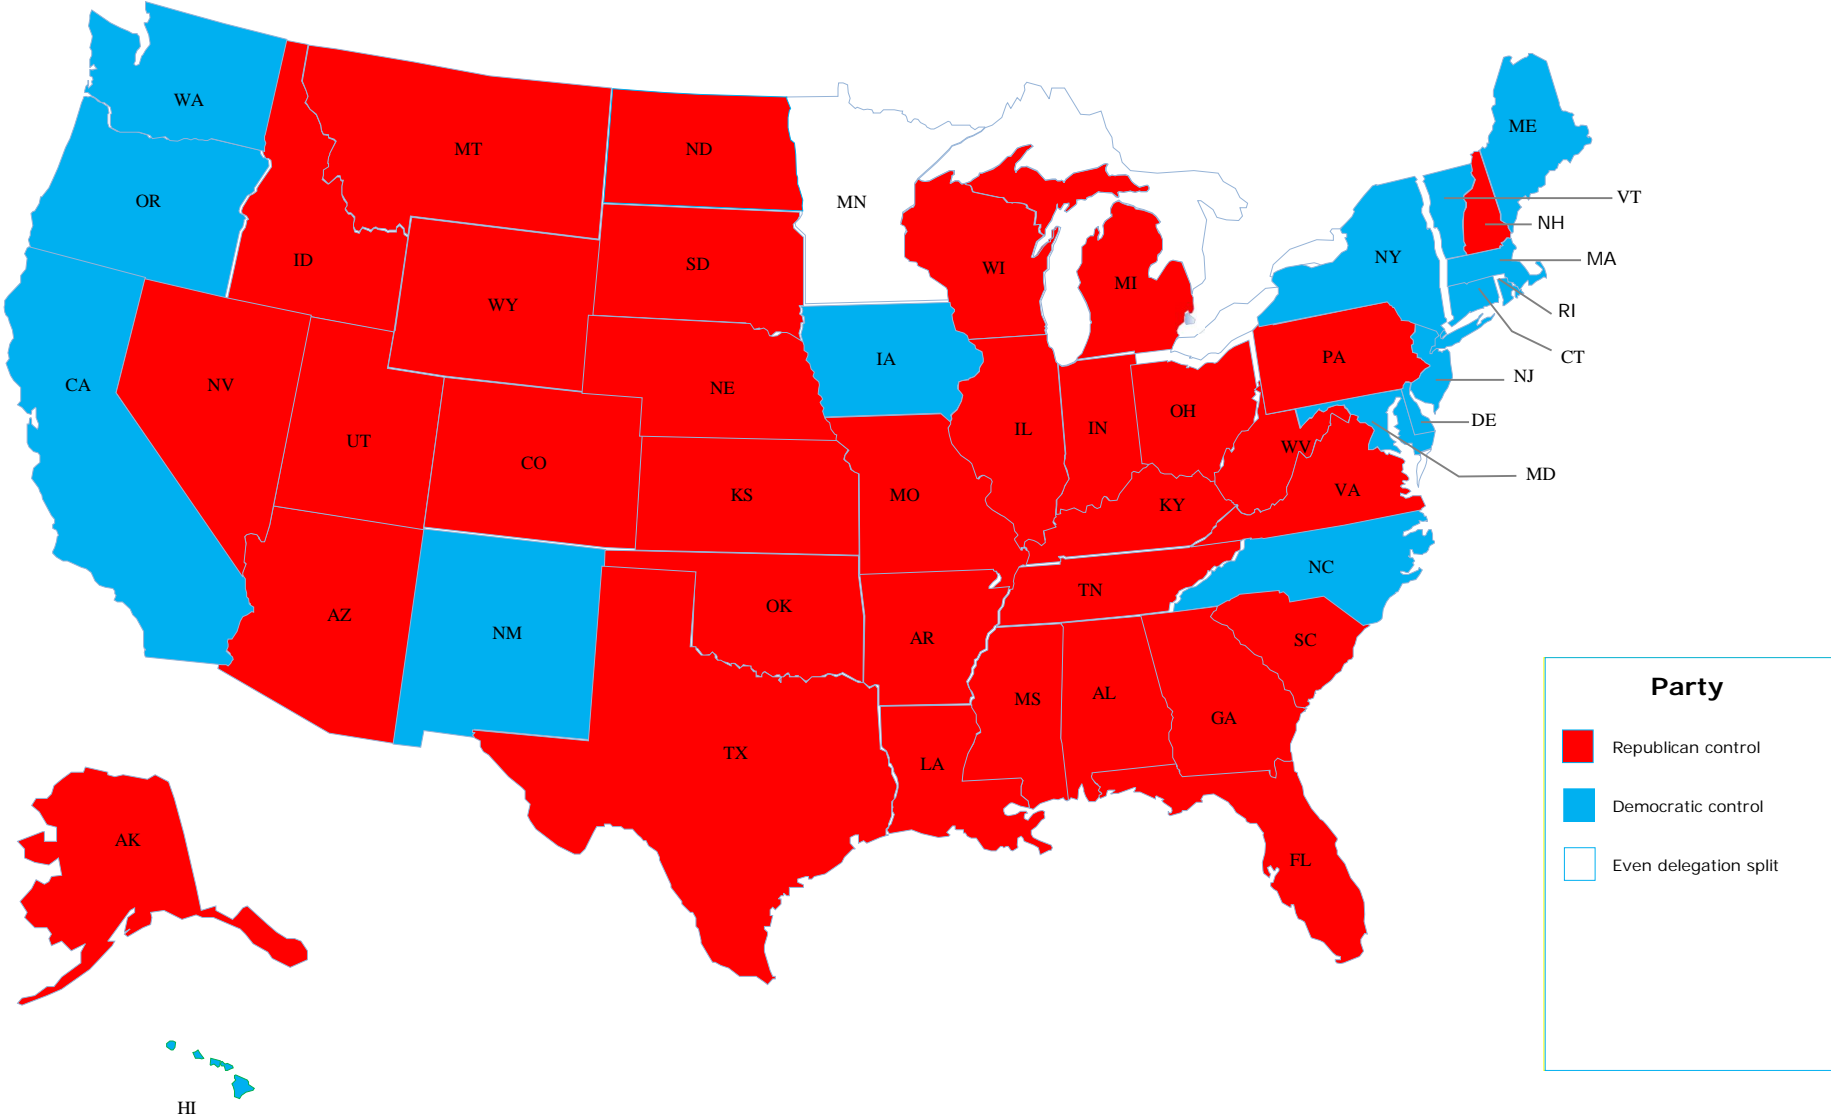 WA
ME
MT
ND
VT
OR
MN
NH
NY
MA
ID
SD
WI
MI
WY
RI
CT
PA
IA
NJ
CA
NV
NE
OH
DE
UT
IL
IN
WV
CO
MD
KS
MO
VA
KY
NC
TN
AZ
OK
NM
AR
SC
Party
MS
AL
GA
Republican control
TX
LA
Democratic control
AK
FL
Even delegation split
HI